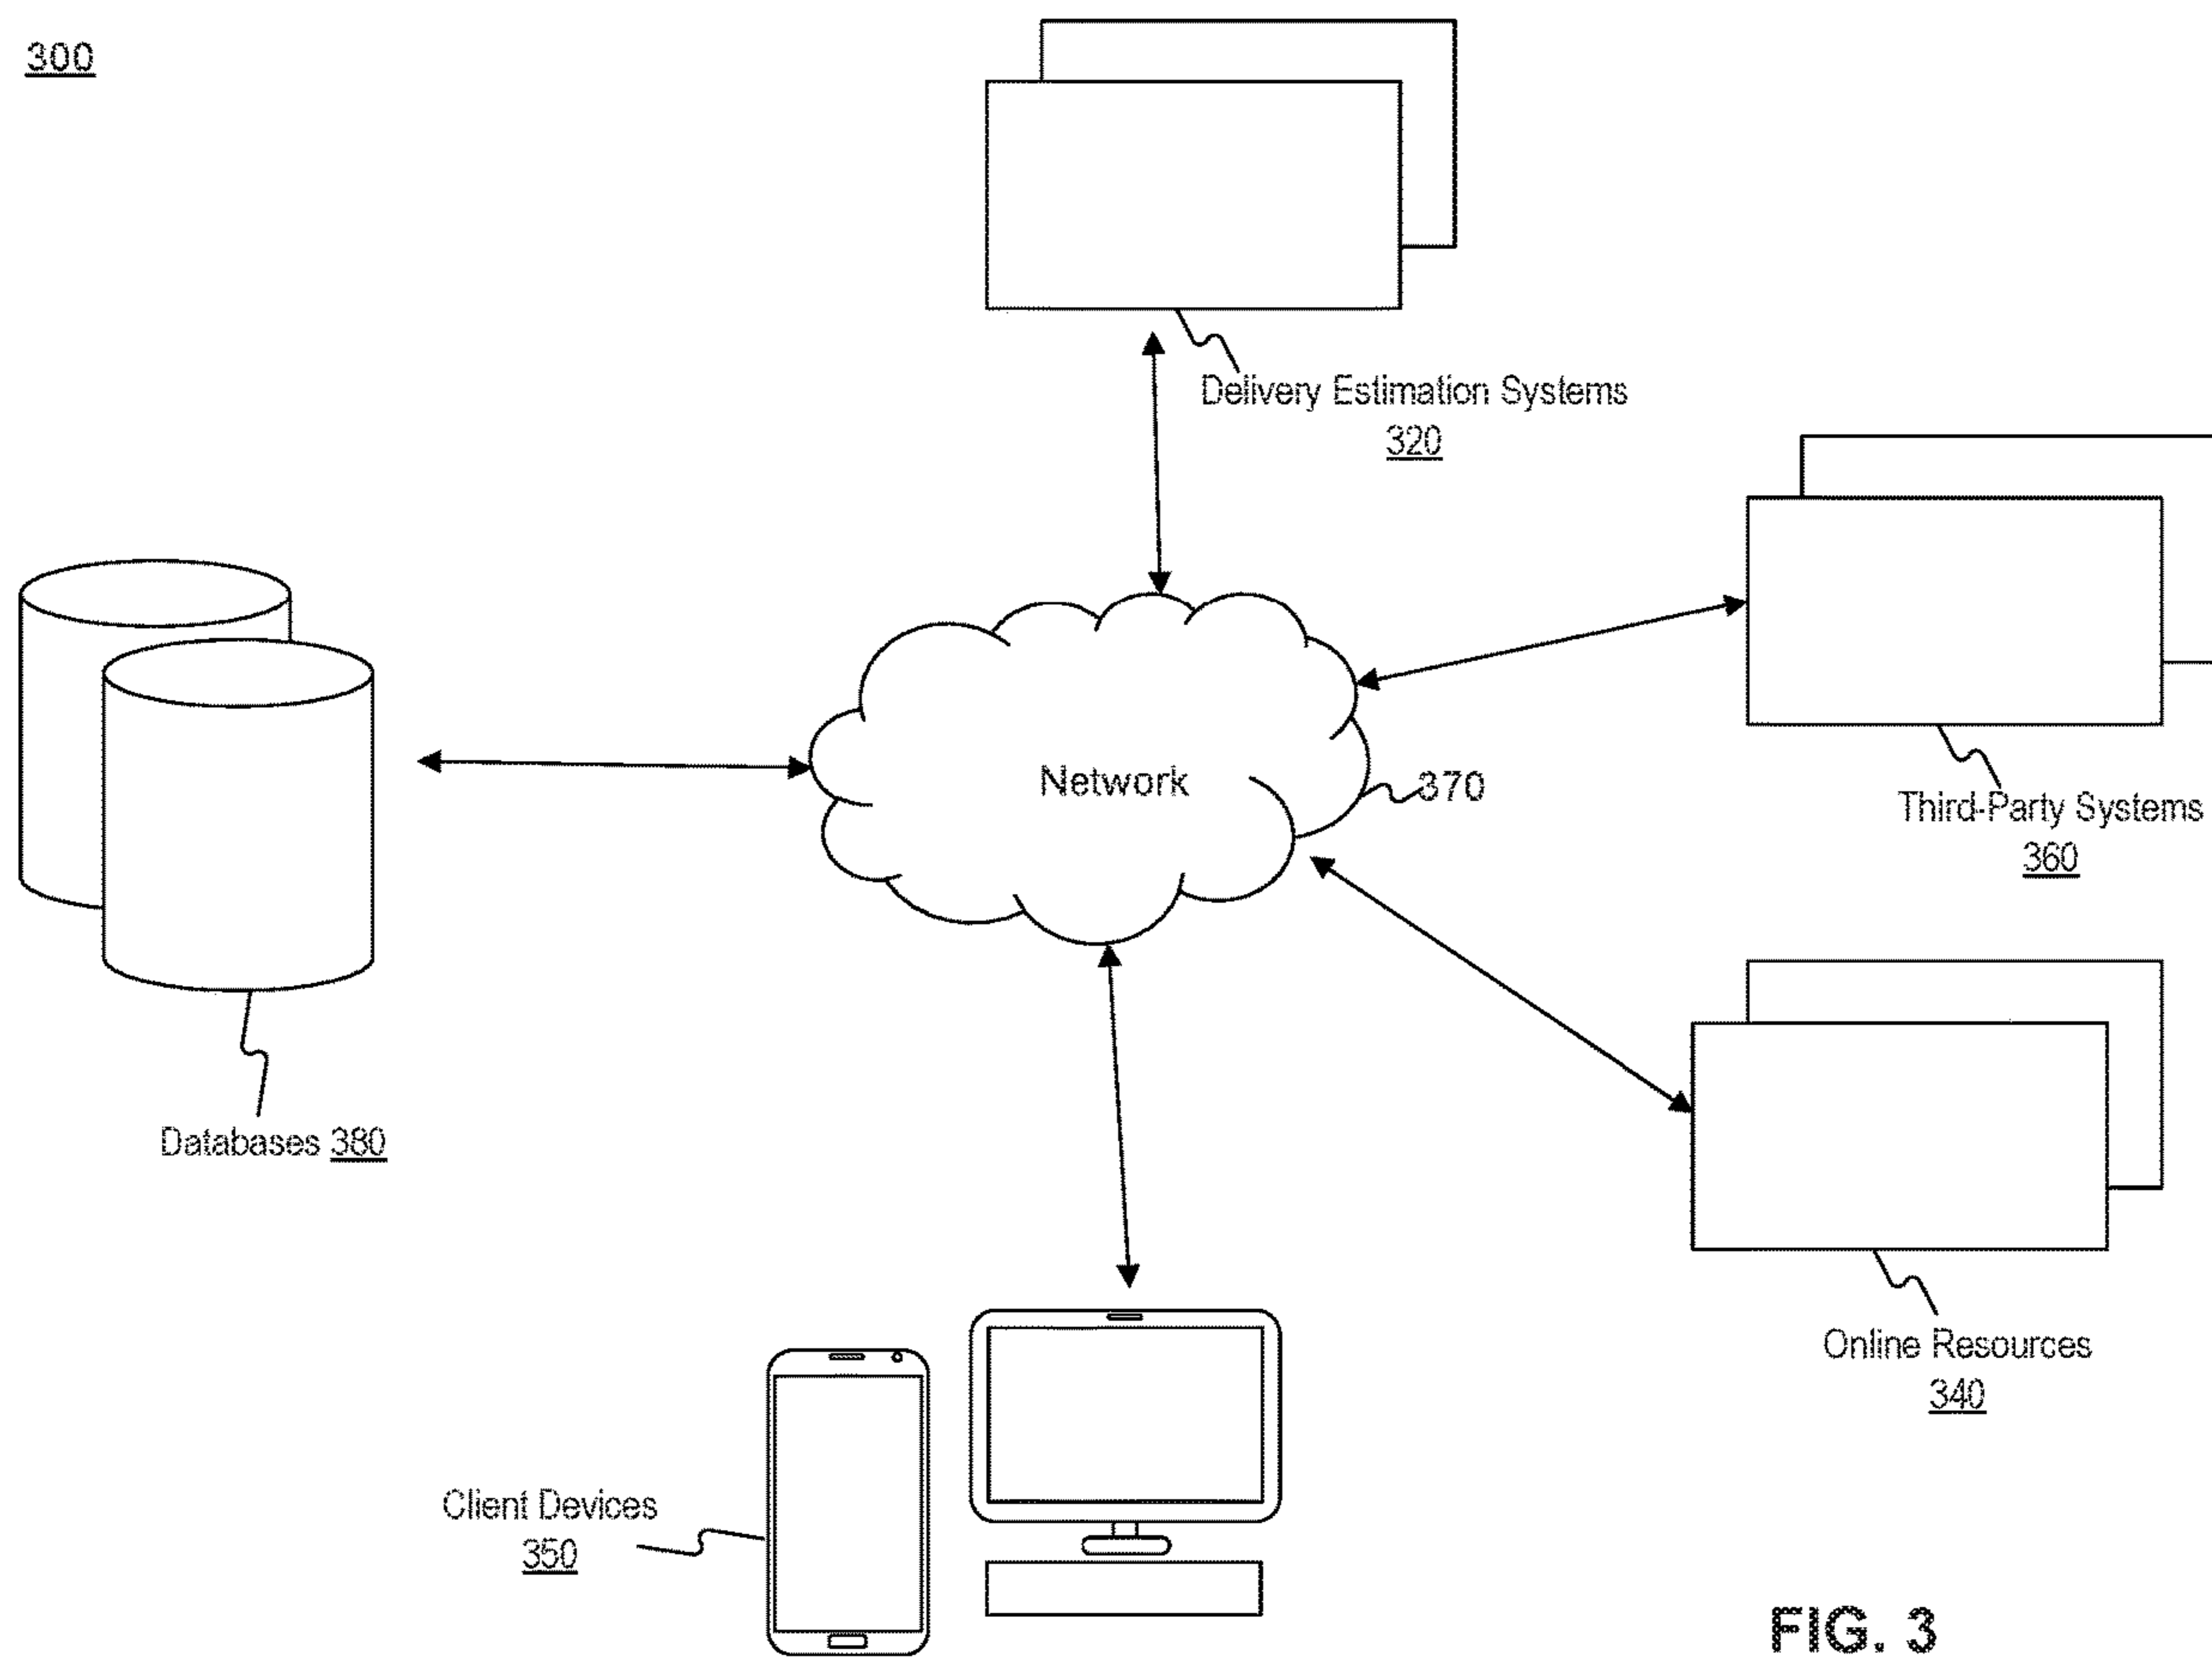 300
Delivery Estimation Systems
320
Network
370
Third-Party Systems
360
Databases 380
Online Resources
340
Client Devices
350
FIG. 3